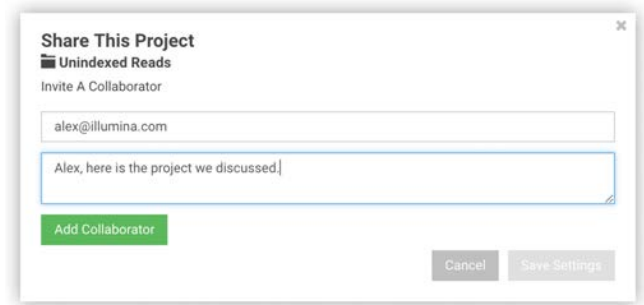 Share This Project
Unindexed Reads
Invite A Collaborator
alex@illumina.com
Alex, here is the project we discussed.
Add Collaborator
Cancel
Save Settings